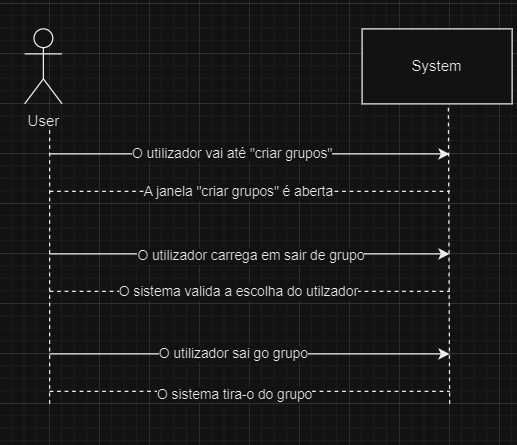 System
User
O utilizador vai até "criar grupos"
A janela "criar grupos" é aberta
O utilizador carrega em sair de grupo
O sistema valida a escolha do utilzador
O utilizador sai go grupo
O sistema tira-o do grupo